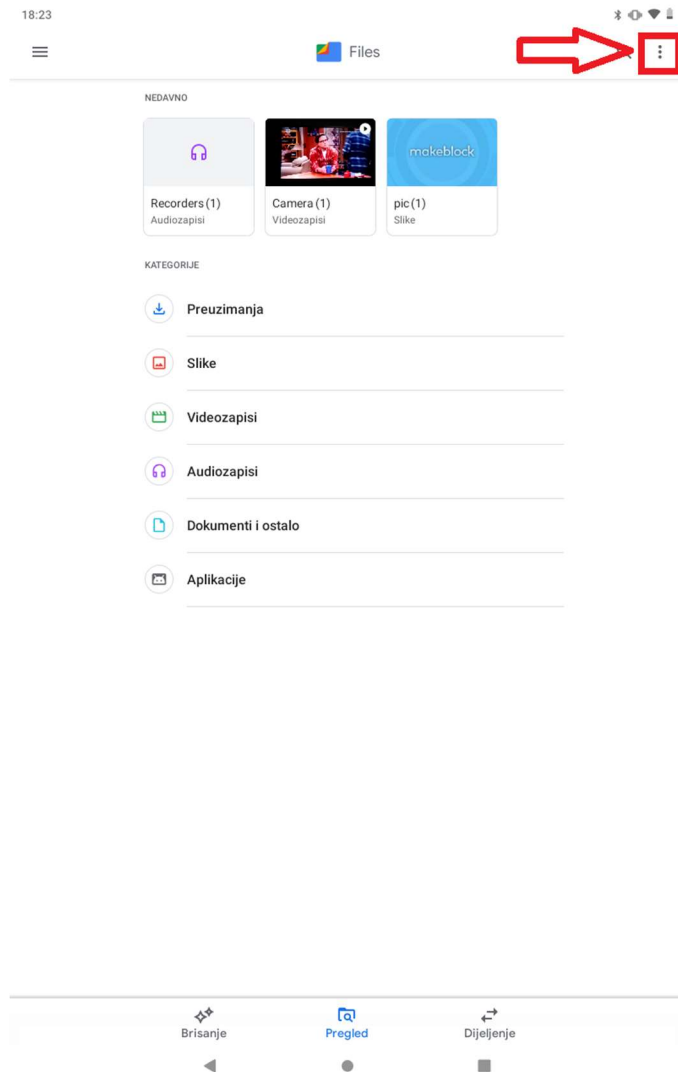 18:23
Files
NEDAVNO
makeblock
Recorders (1)
Camera (1)
pic (1)
Audiozapisi
Videozapisi
Slike
KATEGORIJE
Preuzimanja
Slike
Videozapisi
Audiozapisi
Dokumenti i ostalo
Aplikacije
Brisanje
Pregled
Dijeljenje